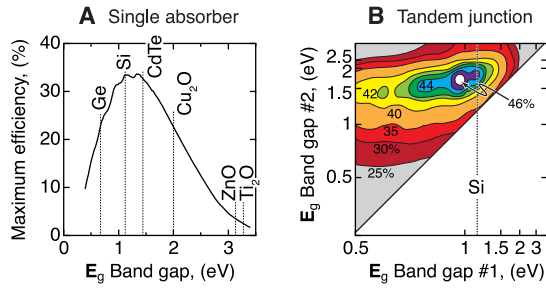 A Single absorber
Maximum efficiency, (%)
40
30
20
10
0
Ge
Si
CdTe
Cu2O
ZnO
Ti2O
0 1 2 3
Eg Band gap, (eV)
B Tandem junction
Eg Band gap #2, (eV)
2.5
2
1.5
1
0.5
42
44
40
35
30%
25%
46%
Si
0.5 1 1.5 2 3
Eg Band gap #1, (eV)